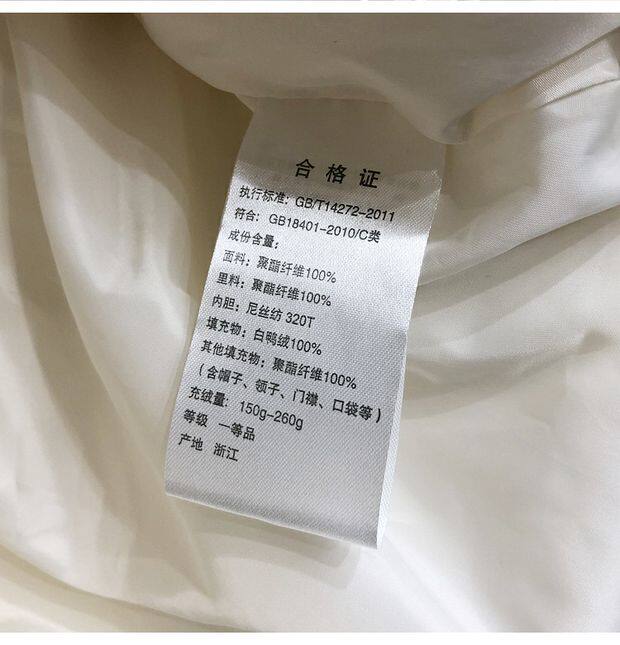 合格证
执行标准: GB/T14272-2011
符合: GB18401-2010/C类
成份含量:
面料: 聚酯纤维100%
里料: 聚酯纤维100%
内胆: 尼丝纺 320T
填充物: 白鸭绒100%
其他填充物: 聚酯纤维100%
(含帽子、领子、门襟、口袋等)
充绒量: 150g-260g
等级 一等品
产地 浙江